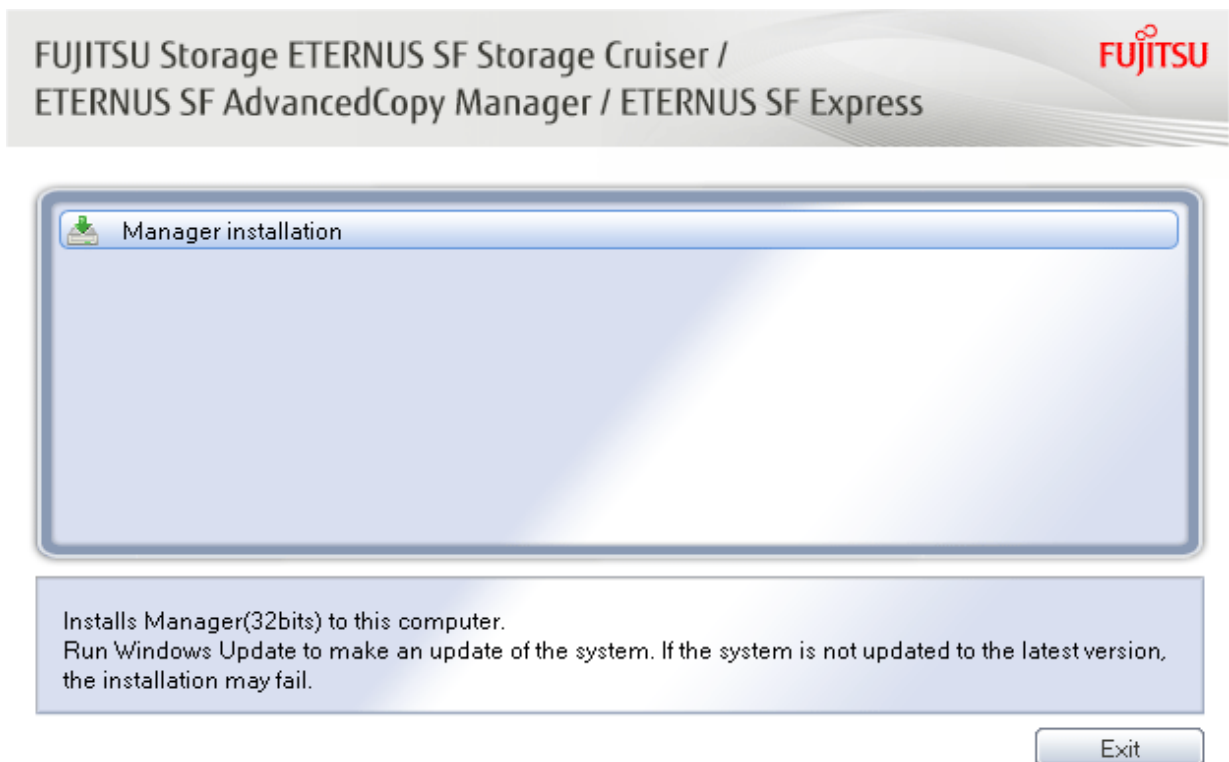 FUJITSU Storage ETERNUS SF Storage Cruiser /
ETERNUS SF AdvancedCopy Manager / ETERNUS SF Express
FUJITSU
Manager installation
Installs Manager(32bits) to this computer.
Run Windows Update to make an update of the system. If the system is not updated to the latest version,
the installation may fail.
Exit